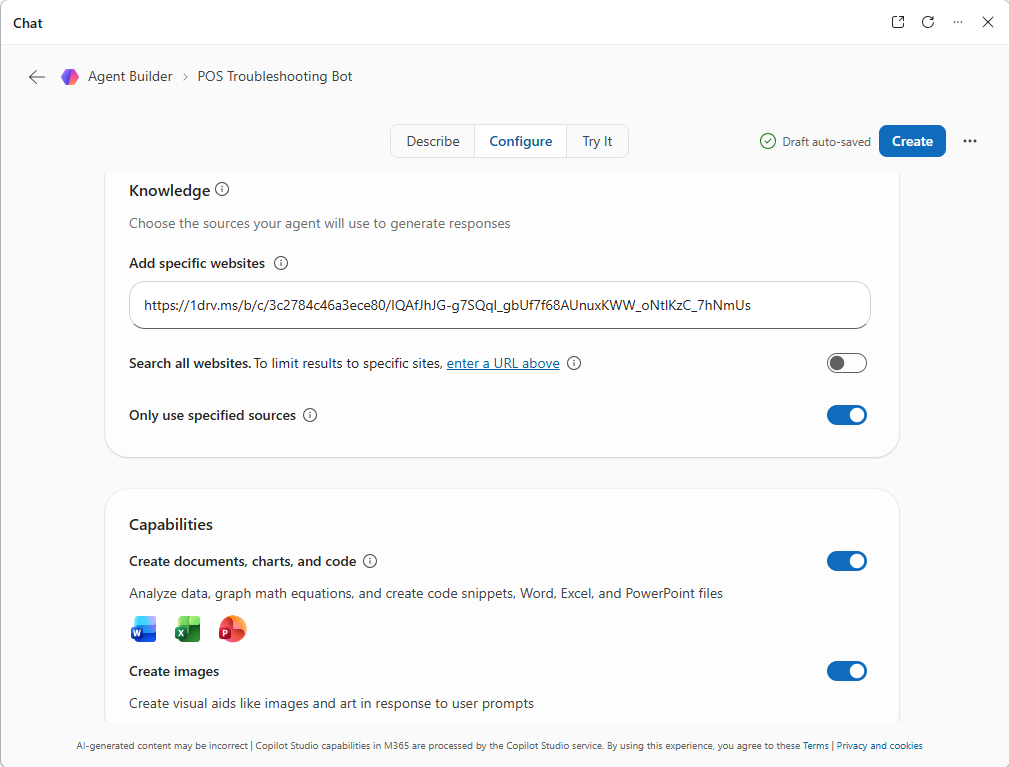 Chat
Agent Builder > POS Troubleshooting Bot
Describe Configure Try It Draft auto-saved Create
Knowledge
Choose the sources your agent will use to generate responses
Add specific websites
https://1drv.ms/b/c/3c2784c46a3ece80/IQAfJhJG-g7SQqI_gbUf7f68AUnuxKWW_oNtIKzC_7hNmUs
Search all websites. To limit results to specific sites, enter a URL above
Only use specified sources
Capabilities
Create documents, charts, and code
Analyze data, graph math equations, and create code snippets, Word, Excel, and PowerPoint files
W X P
Create images
Create visual aids like images and art in response to user prompts
AI-generated content may be incorrect | Copilot Studio capabilities in M365 are processed by the Copilot Studio service. By using this experience, you agree to these Terms | Privacy and cookies